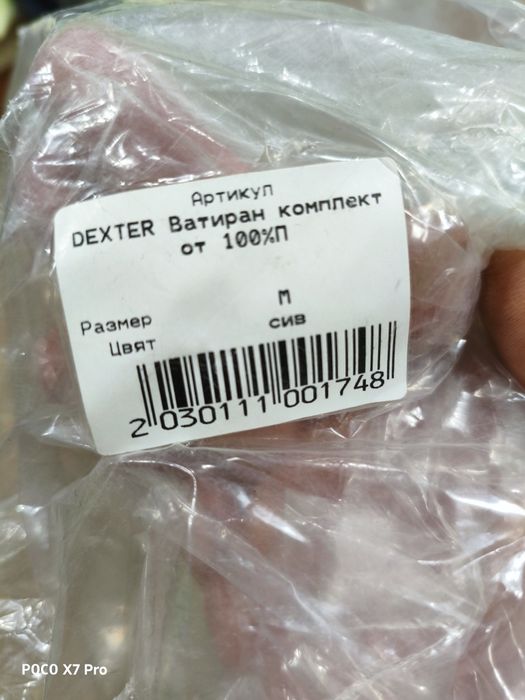 Артикул
DEXTER Ватиран комплект
от 100%П
Размер M
Цвят сив
2 030111 001748
POCO X7 Pro